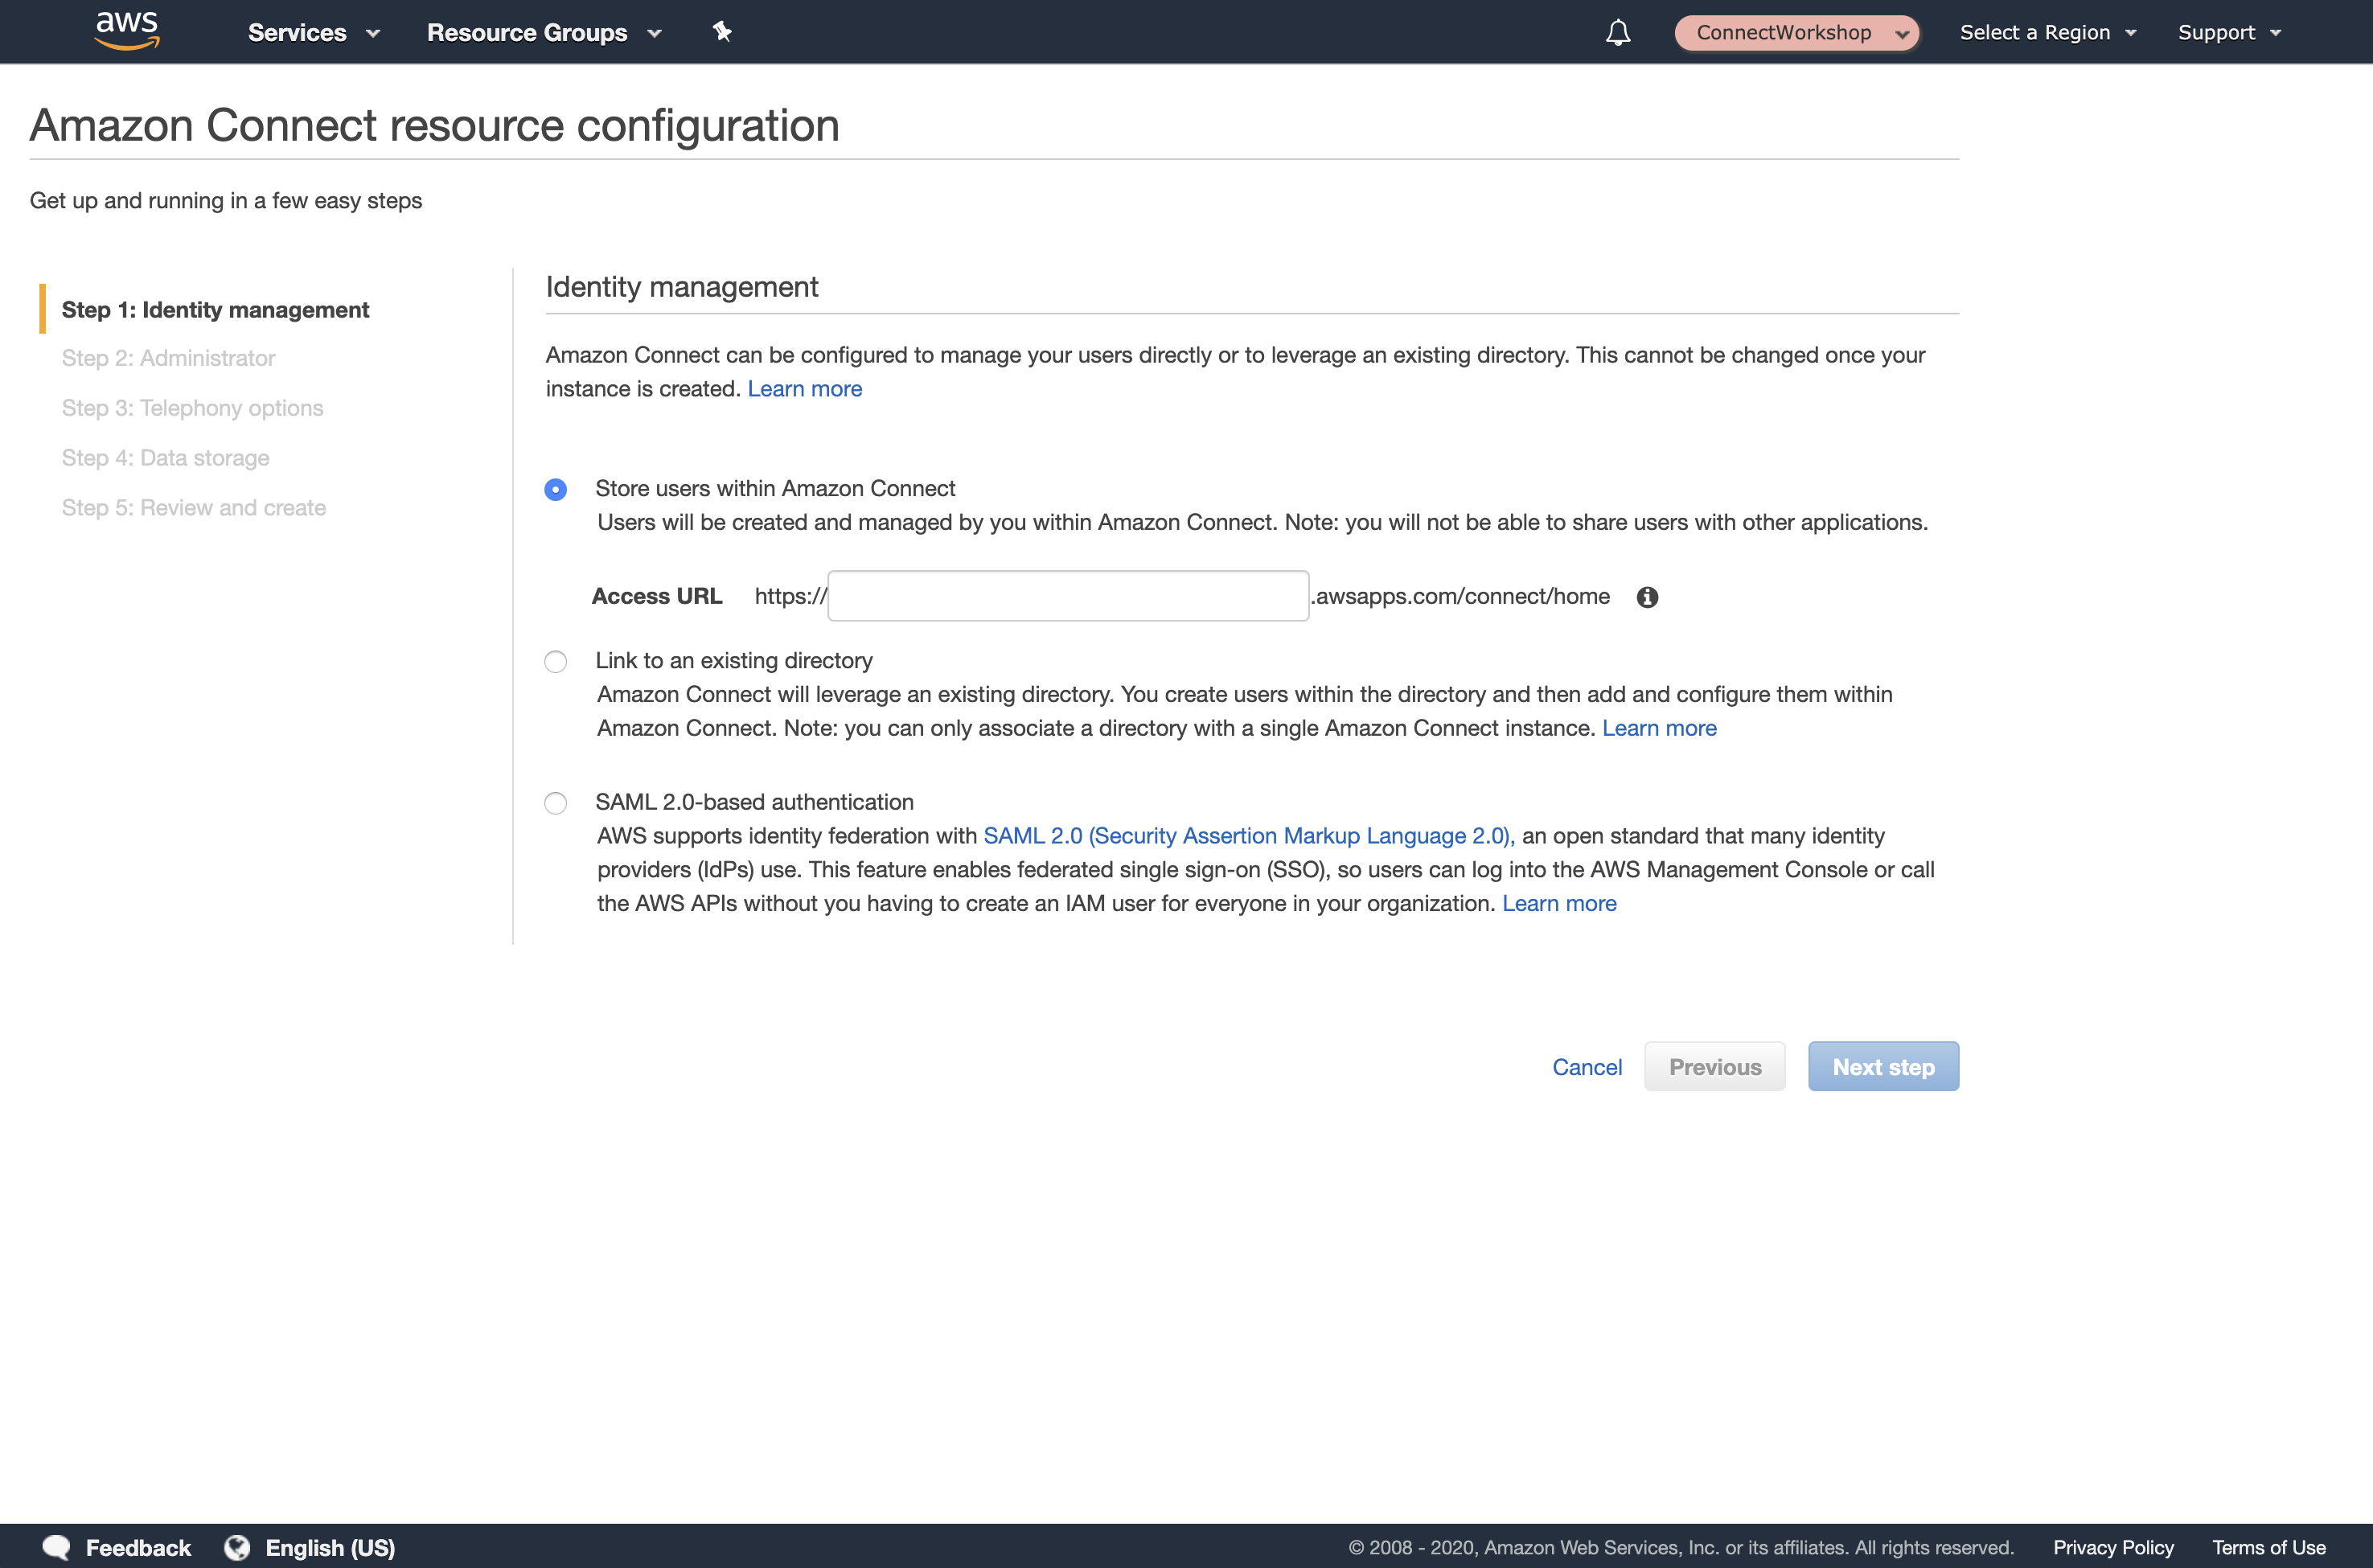 aws
Services
Resource Groups
ConnectWorkshop
Select a Region
Support
Amazon Connect resource configuration
Get up and running in a few easy steps
Step 1: Identity management
Step 2: Administrator
Step 3: Telephony options
Step 4: Data storage
Step 5: Review and create
Identity management
Amazon Connect can be configured to manage your users directly or to leverage an existing directory. This cannot be changed once your
instance is created. Learn more
Store users within Amazon Connect
Users will be created and managed by you within Amazon Connect. Note: you will not be able to share users with other applications.
Access URL https:// .awsapps.com/connect/home
Link to an existing directory
Amazon Connect will leverage an existing directory. You create users within the directory and then add and configure them within
Amazon Connect. Note: you can only associate a directory with a single Amazon Connect instance. Learn more
SAML 2.0-based authentication
AWS supports identity federation with SAML 2.0 (Security Assertion Markup Language 2.0), an open standard that many identity
providers (IdPs) use. This feature enables federated single sign-on (SSO), so users can log into the AWS Management Console or call
the AWS APIs without you having to create an IAM user for everyone in your organization. Learn more
Cancel
Previous
Next step
Feedback
English (US)
© 2008 - 2020, Amazon Web Services, Inc. or its affiliates. All rights reserved.
Privacy Policy
Terms of Use